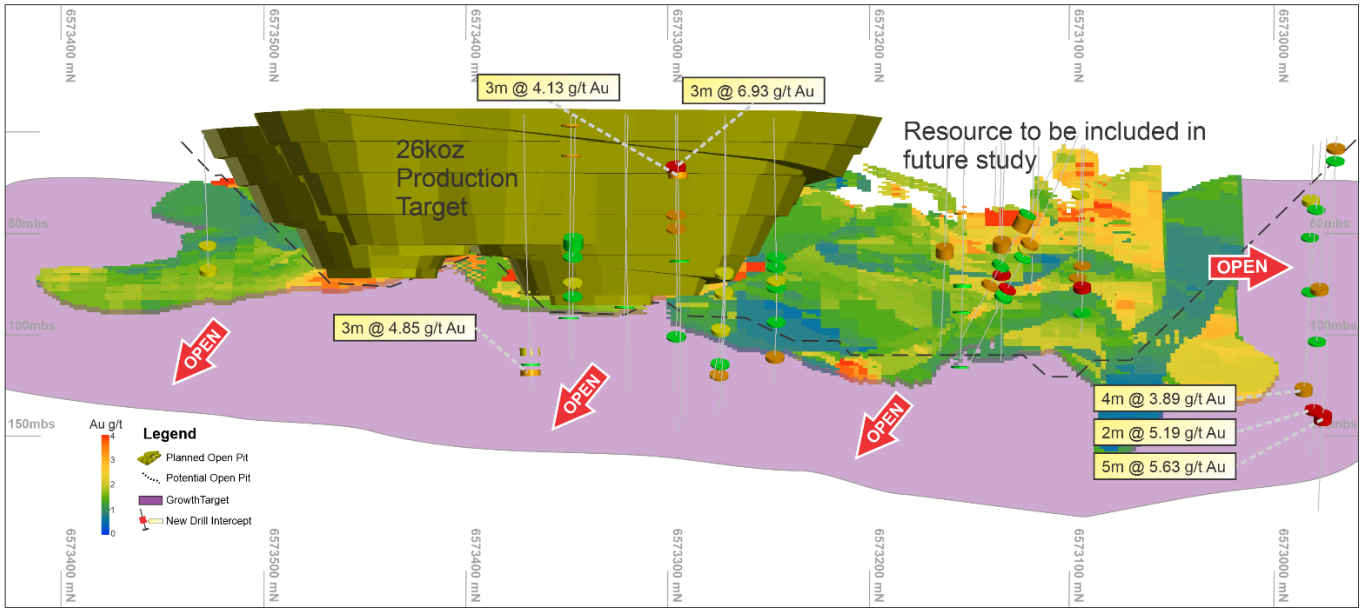 6573400 mN
6573500 mN
6573400 mN
6573300 mN
6573200 mN
6573100 mN
6573000 mN
3m @ 4.13 g/t Au
3m @ 6.93 g/t Au
26koz
Production
Target
Resource to be included in
future study
50mbs
50mbs
OPEN
100mbs
100mbs
3m @ 4.85 g/t Au
OPEN
OPEN
OPEN
4m @ 3.89 g/t Au
2m @ 5.19 g/t Au
5m @ 5.63 g/t Au
150mbs
Au g/t
4
3
2
1
0
Legend
Planned Open Pit
Potential Open Pit
GrowthTarget
New Drill Intercept
6573400 mN
6573500 mN
6573400 mN
6573300 mN
6573200 mN
6573100 mN
6573000 mN